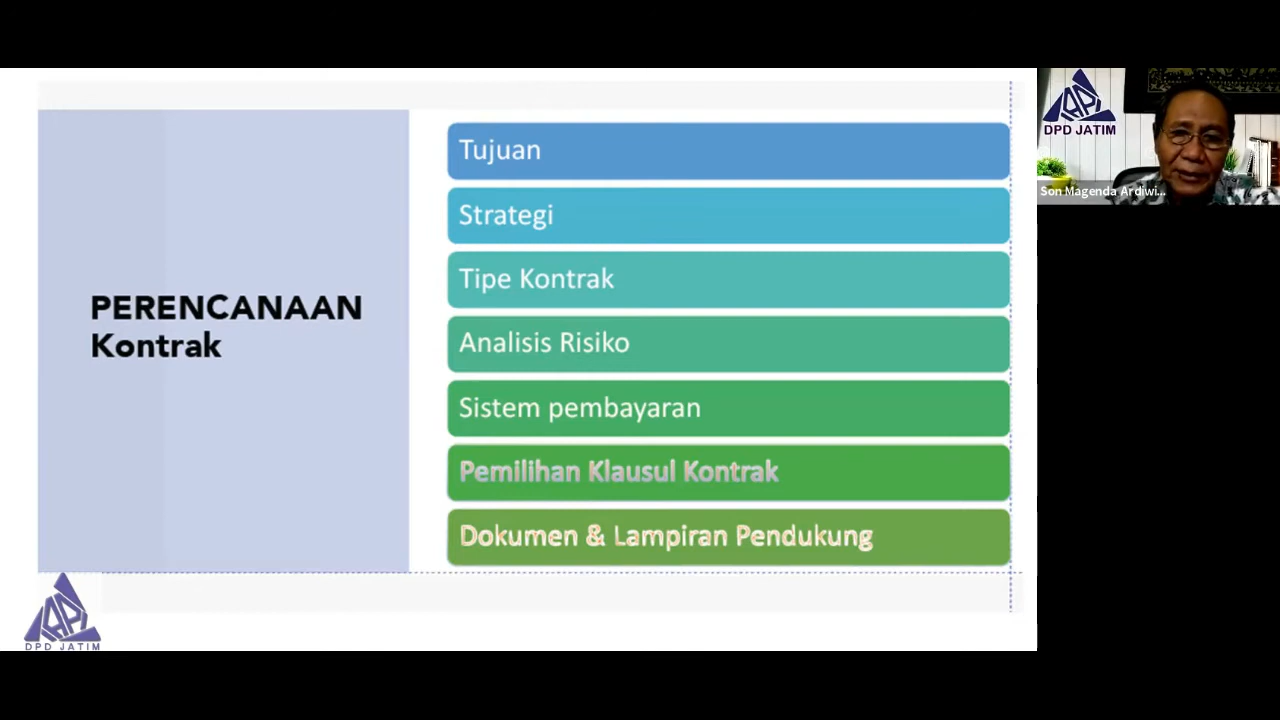 PERENCANAAN
Kontrak
Tujuan
Strategi
Tipe Kontrak
Analisis Risiko
Sistem pembayaran
Pemilihan Klausul Kontrak
Dokumen & Lampiran Pendukung
DPD JATIM
DPD JATIM
Son Magenda Ardiwi...